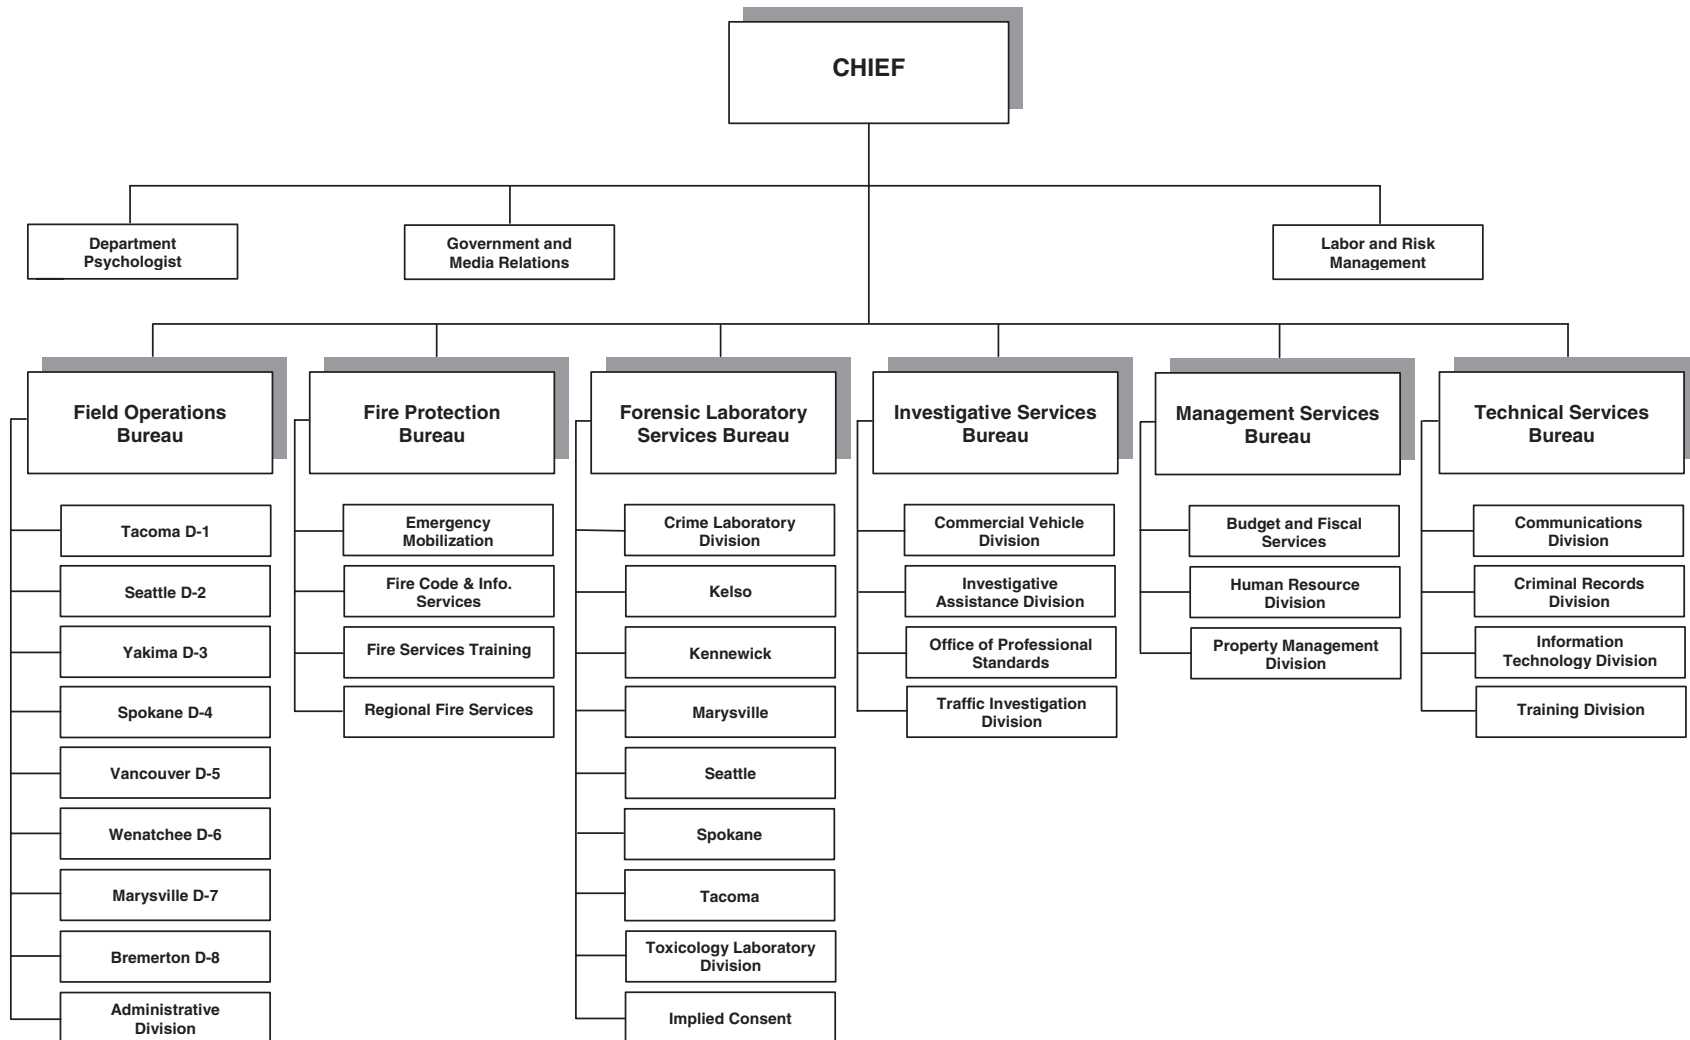 CHIEF
Department
Psychologist
Government and
Media Relations
Labor and Risk
Management
Field Operations
Bureau
Tacoma D-1
Seattle D-2
Yakima D-3
Spokane D-4
Vancouver D-5
Wenatchee D-6
Marysville D-7
Bremerton D-8
Administrative
Division
Fire Protection
Bureau
Emergency
Mobilization
Fire Code & Info.
Services
Fire Services Training
Regional Fire Services
Forensic Laboratory
Services Bureau
Crime Laboratory
Division
Kelso
Kennewick
Marysville
Seattle
Spokane
Tacoma
Toxicology Laboratory
Division
Implied Consent
Investigative Services
Bureau
Commercial Vehicle
Division
Investigative
Assistance Division
Office of Professional
Standards
Traffic Investigation
Division
Management Services
Bureau
Budget and Fiscal
Services
Human Resource
Division
Property Management
Division
Technical Services
Bureau
Communications
Division
Criminal Records
Division
Information
Technology Division
Training Division